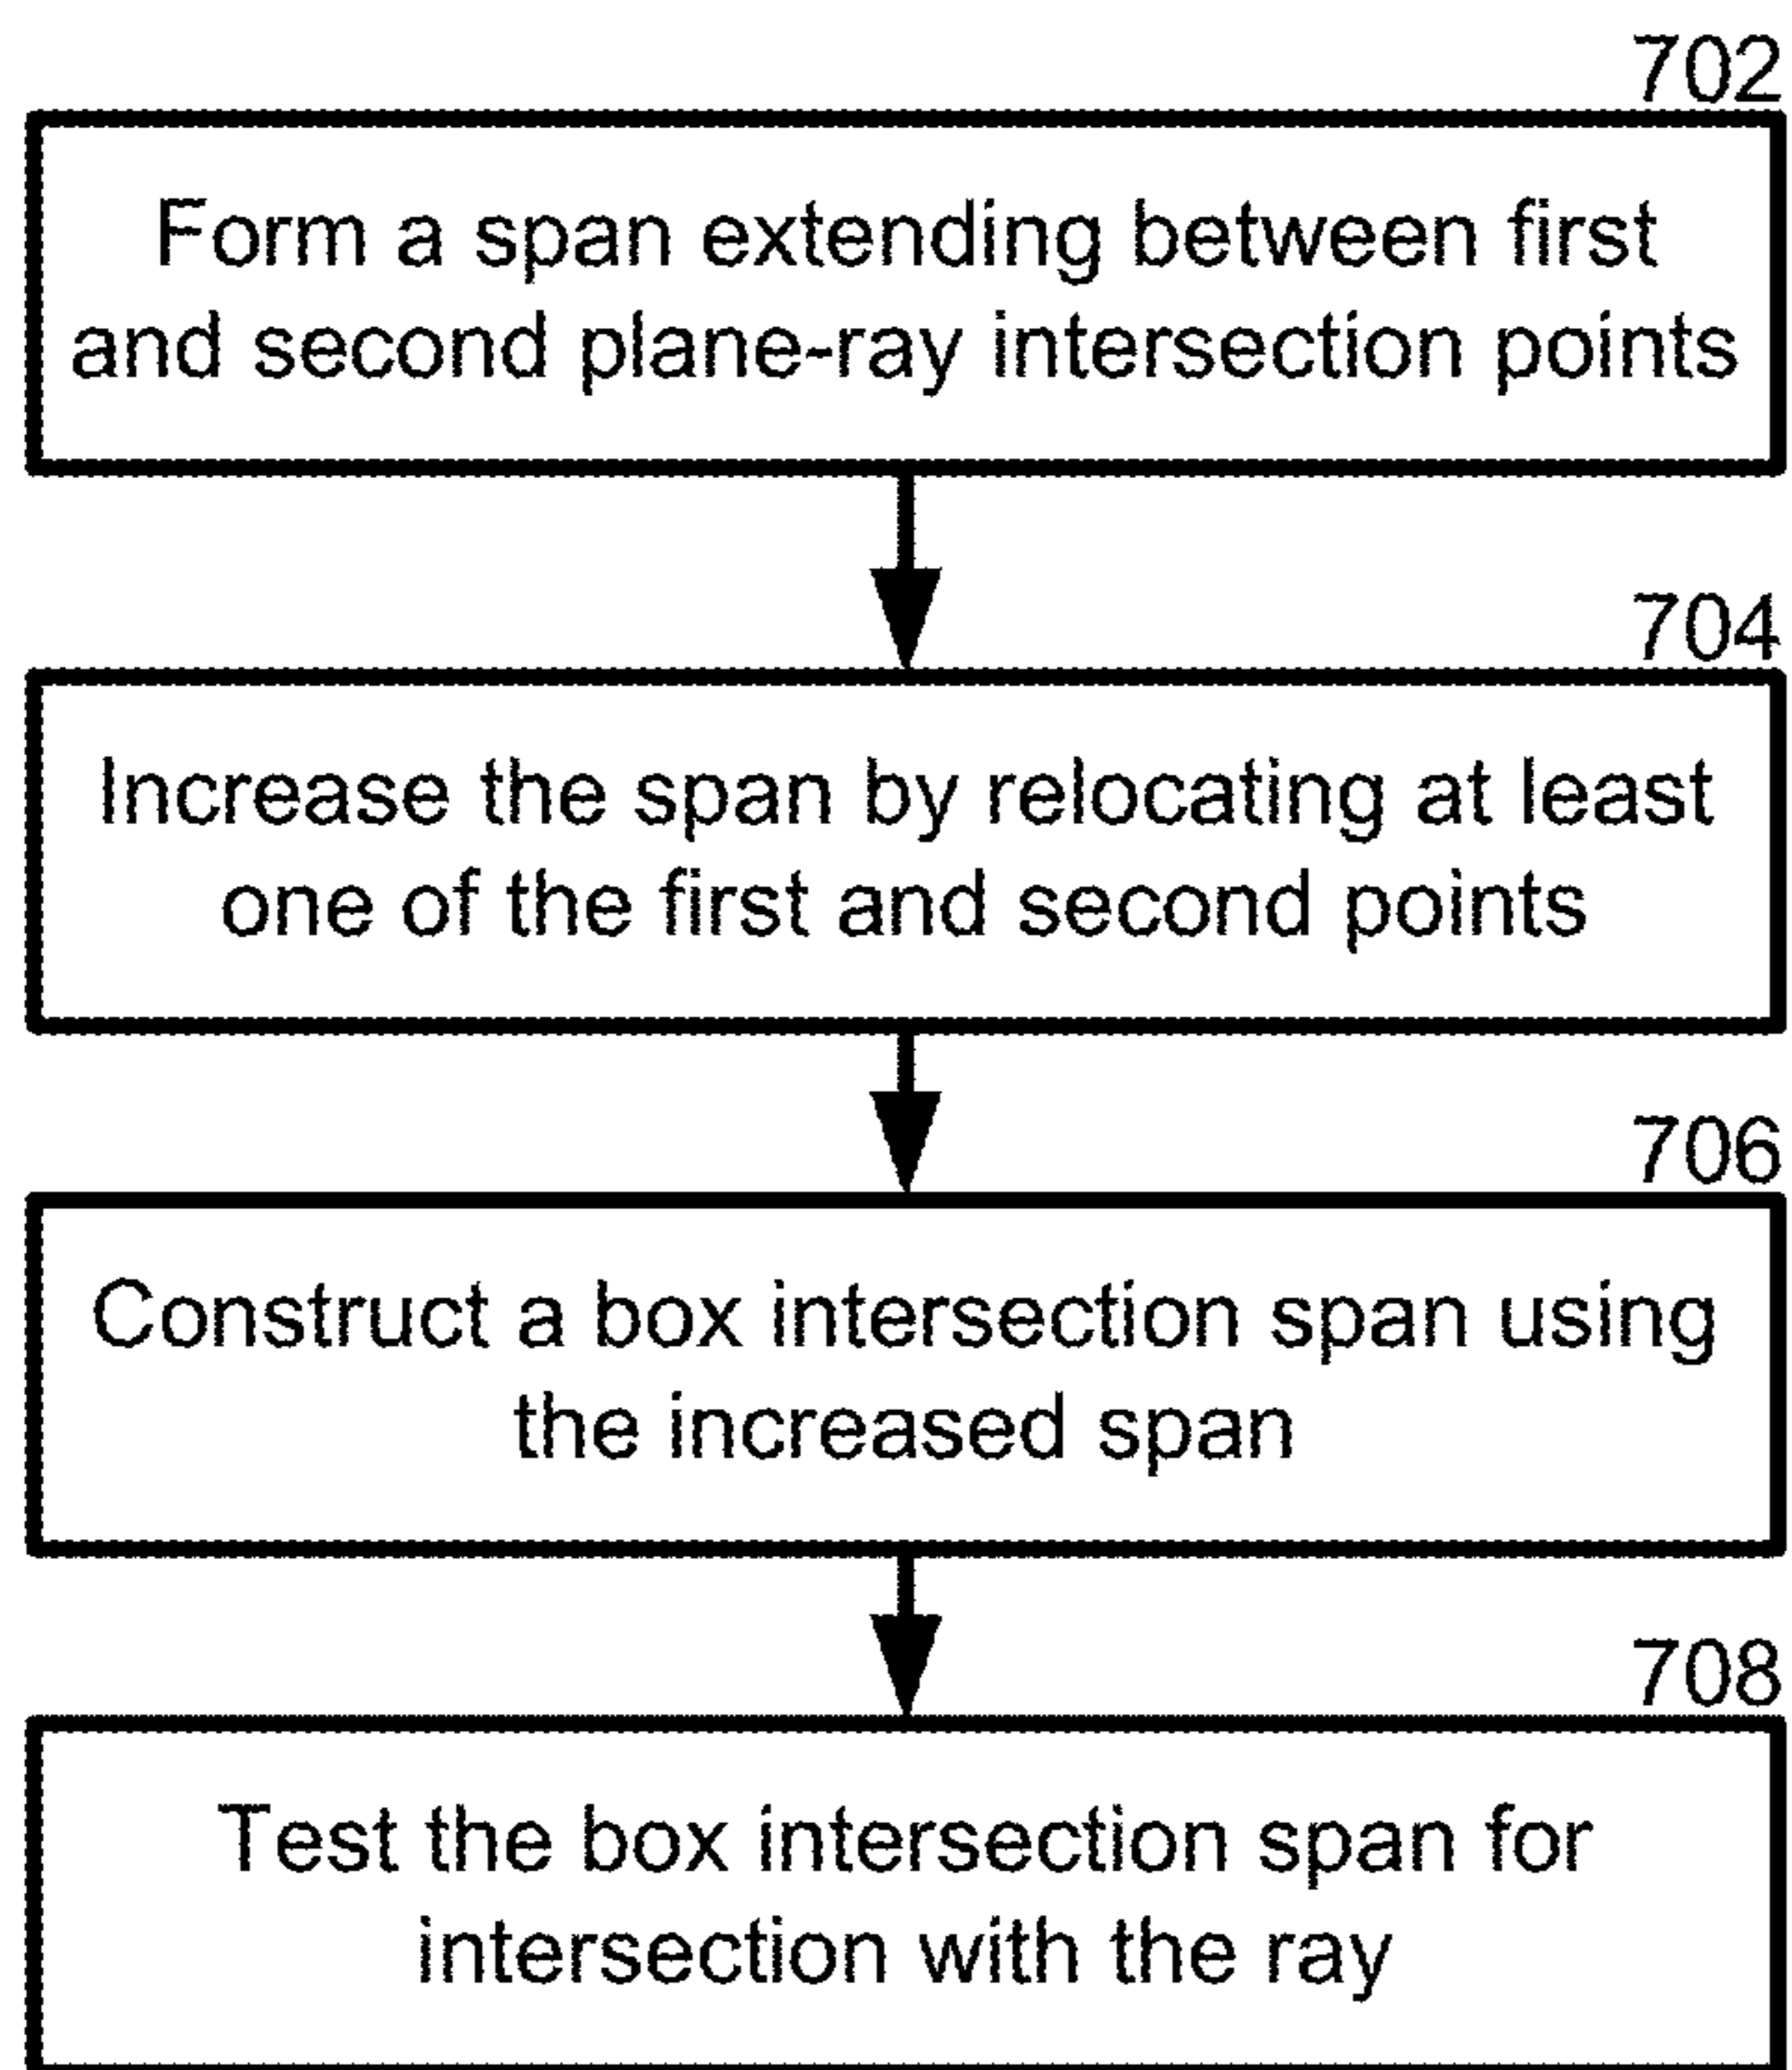 702
Form a span extending between first
and second plane-ray intersection points
704
Increase the span by relocating at least
one of the first and second points
706
Construct a box intersection span using
the increased span
708
Test the box intersection span for
intersection with the ray